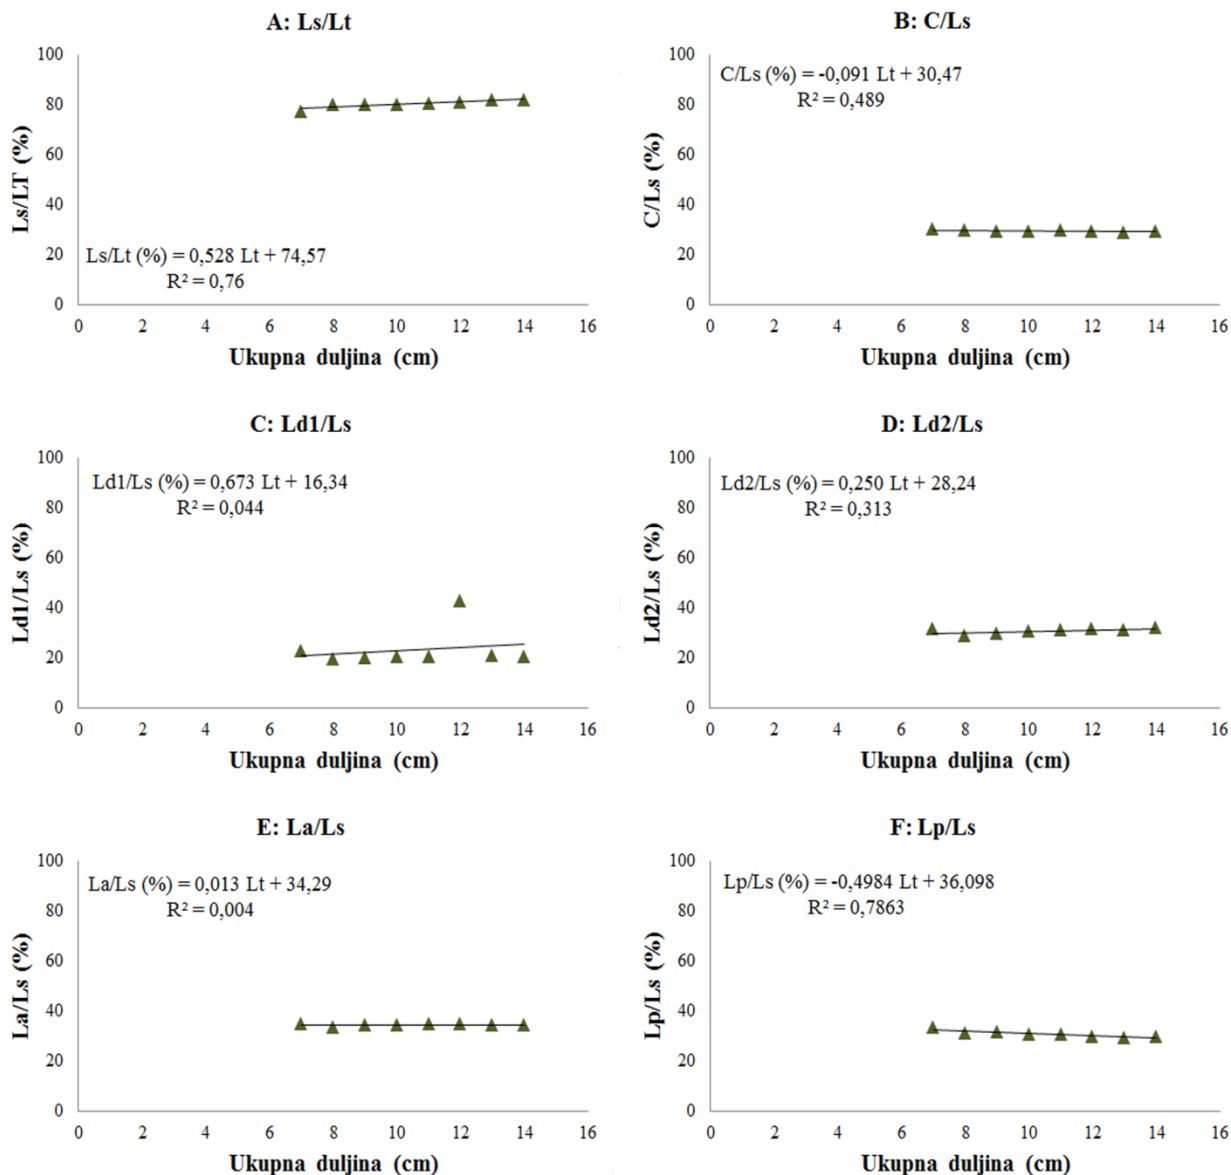 A: Ls/Lt
100
80
60
40
20
0
Ls/LT (%)
Ls/Lt (%) = 0,528 Lt + 74,57
R² = 0,76
0 2 4 6 8 10 12 14 16
Ukupna duljina (cm)
B: C/Ls
100
80
60
40
20
0
C/Ls (%)
C/Ls (%) = -0,091 Lt + 30,47
R² = 0,489
0 2 4 6 8 10 12 14 16
Ukupna duljina (cm)
C: Ld1/Ls
100
80
60
40
20
0
Ld1/Ls (%)
Ld1/Ls (%) = 0,673 Lt + 16,34
R² = 0,044
0 2 4 6 8 10 12 14 16
Ukupna duljina (cm)
D: Ld2/Ls
100
80
60
40
20
0
Ld2/Ls (%)
Ld2/Ls (%) = 0,250 Lt + 28,24
R² = 0,313
0 2 4 6 8 10 12 14 16
Ukupna duljina (cm)
E: La/Ls
100
80
60
40
20
0
La/Ls (%)
La/Ls (%) = 0,013 Lt + 34,29
R² = 0,004
0 2 4 6 8 10 12 14 16
Ukupna duljina (cm)
F: Lp/Ls
100
80
60
40
20
0
Lp/Ls (%)
Lp/Ls (%) = -0,4984 Lt + 36,098
R² = 0,7863
0 2 4 6 8 10 12 14 16
Ukupna duljina (cm)